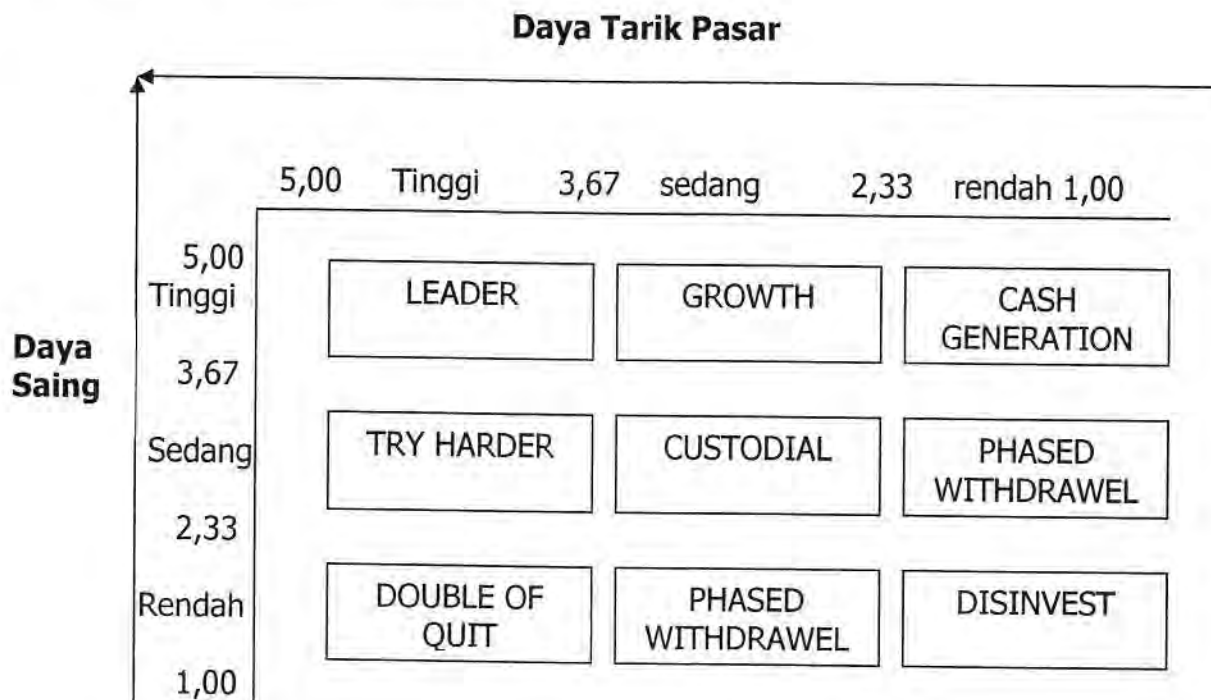 Daya Tarik Pasar
5,00 Tinggi 3,67 sedang 2,33 rendah 1,00
5,00
Tinggi
LEADER
GROWTH
CASH
GENERATION
Daya
Saing
3,67
Sedang
TRY HARDER
CUSTODIAL
PHASED
WITHDRAWEL
2,33
Rendah
DOUBLE OF
QUIT
PHASED
WITHDRAWEL
DISINVEST
1,00